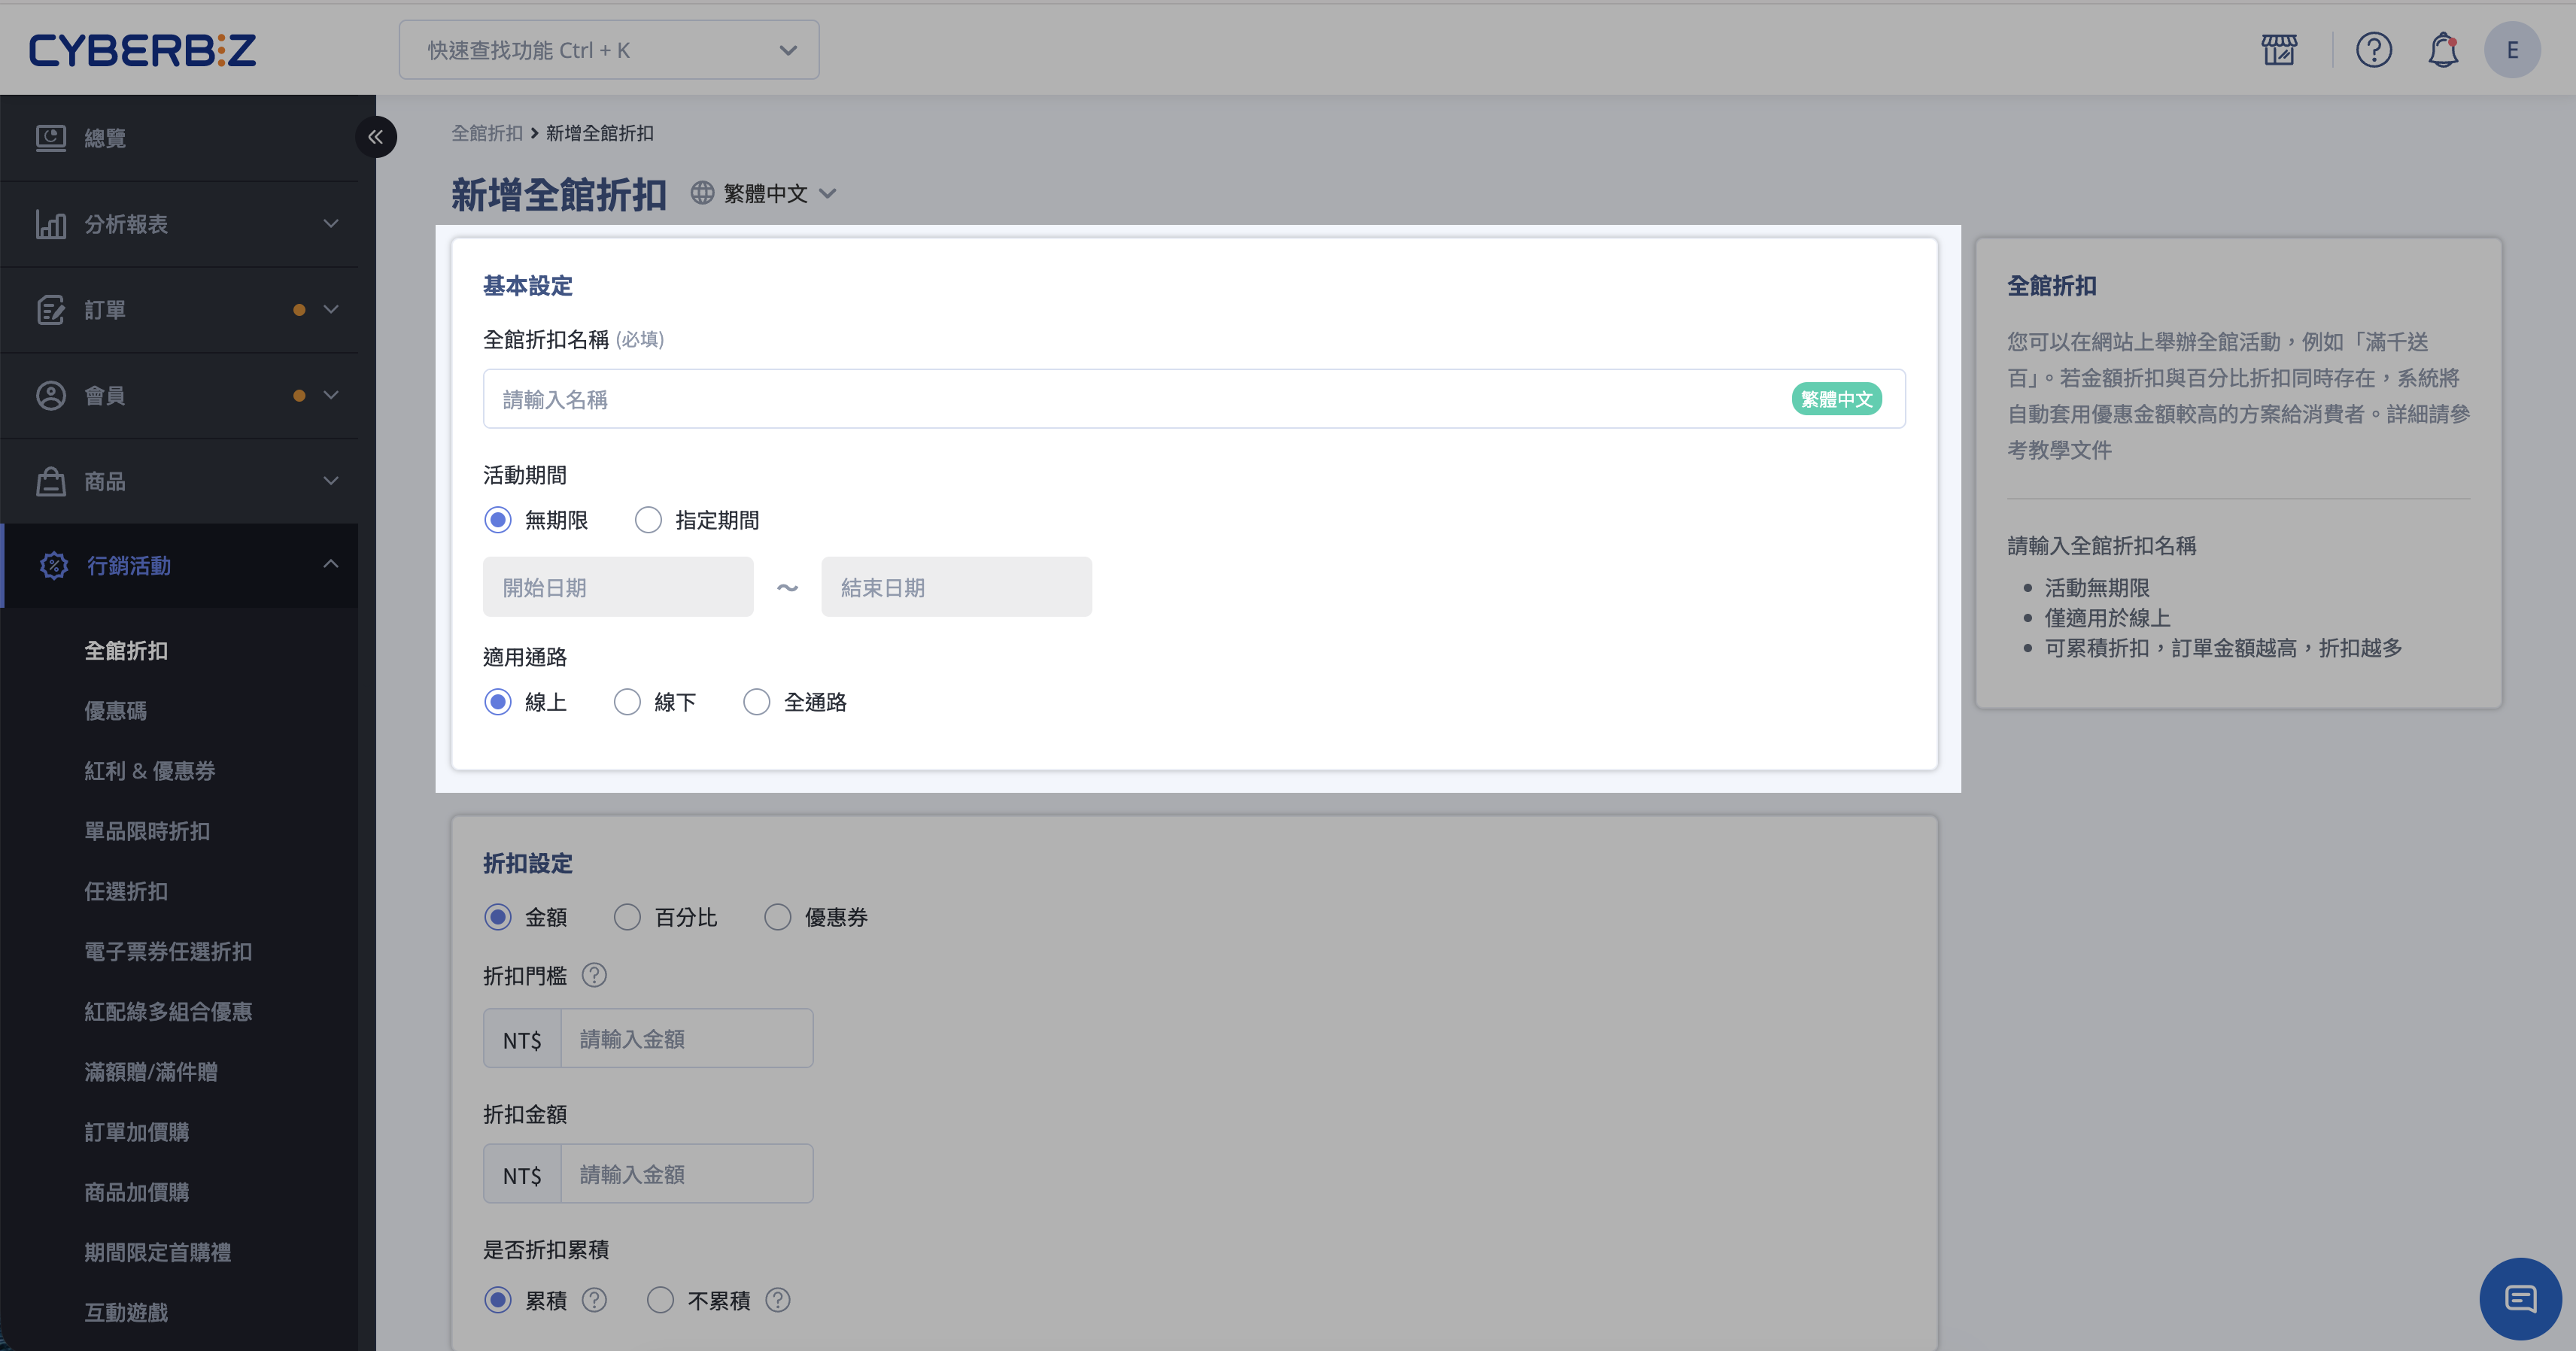 CYBERBIZ
快速查找功能 Ctrl + K
E
總覽
分析報表
訂單
會員
商品
行銷活動
全館折扣
優惠碼
紅利 & 優惠券
單品限時折扣
任選折扣
電子票券任選折扣
紅配綠多組合優惠
滿額贈/滿件贈
訂單加價購
商品加價購
期間限定首購禮
互動遊戲
全館折扣 > 新增全館折扣
新增全館折扣 繁體中文
基本設定
全館折扣名稱 (必填)
請輸入名稱 繁體中文
活動期間
無期限 指定期間
開始日期 ～ 結束日期
適用通路
線上 線下 全通路
折扣設定
金額 百分比 優惠券
折扣門檻 ?
NT$ 請輸入金額
折扣金額
NT$ 請輸入金額
是否折扣累積
累積 ? 不累積 ?
全館折扣
您可以在網站上舉辦全館活動，例如「滿千送
百」。若金額折扣與百分比折扣同時存在，系統將
自動套用優惠金額較高的方案給消費者。詳細請參
考教學文件
請輸入全館折扣名稱
• 活動無期限
• 僅適用於線上
• 可累積折扣，訂單金額越高，折扣越多